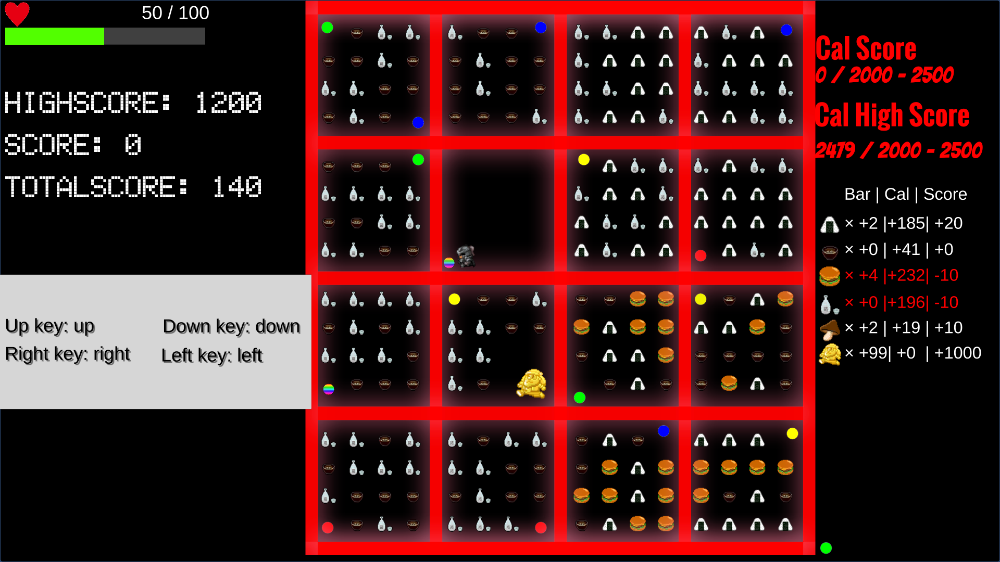 50 / 100
HIGHSCORE: 1200
SCORE: 0
TOTALSCORE: 140
Up key: up
Down key: down
Right key: right
Left key: left
Cal Score
0 / 2000 - 2500
Cal High Score
2479 / 2000 - 2500
Bar | Cal | Score
× +2 |+185| +20
× +0 | +41 | +0
× +4 |+232| -10
× +0 |+196| -10
× +2 | +19 | +10
× +99| +0 | +1000